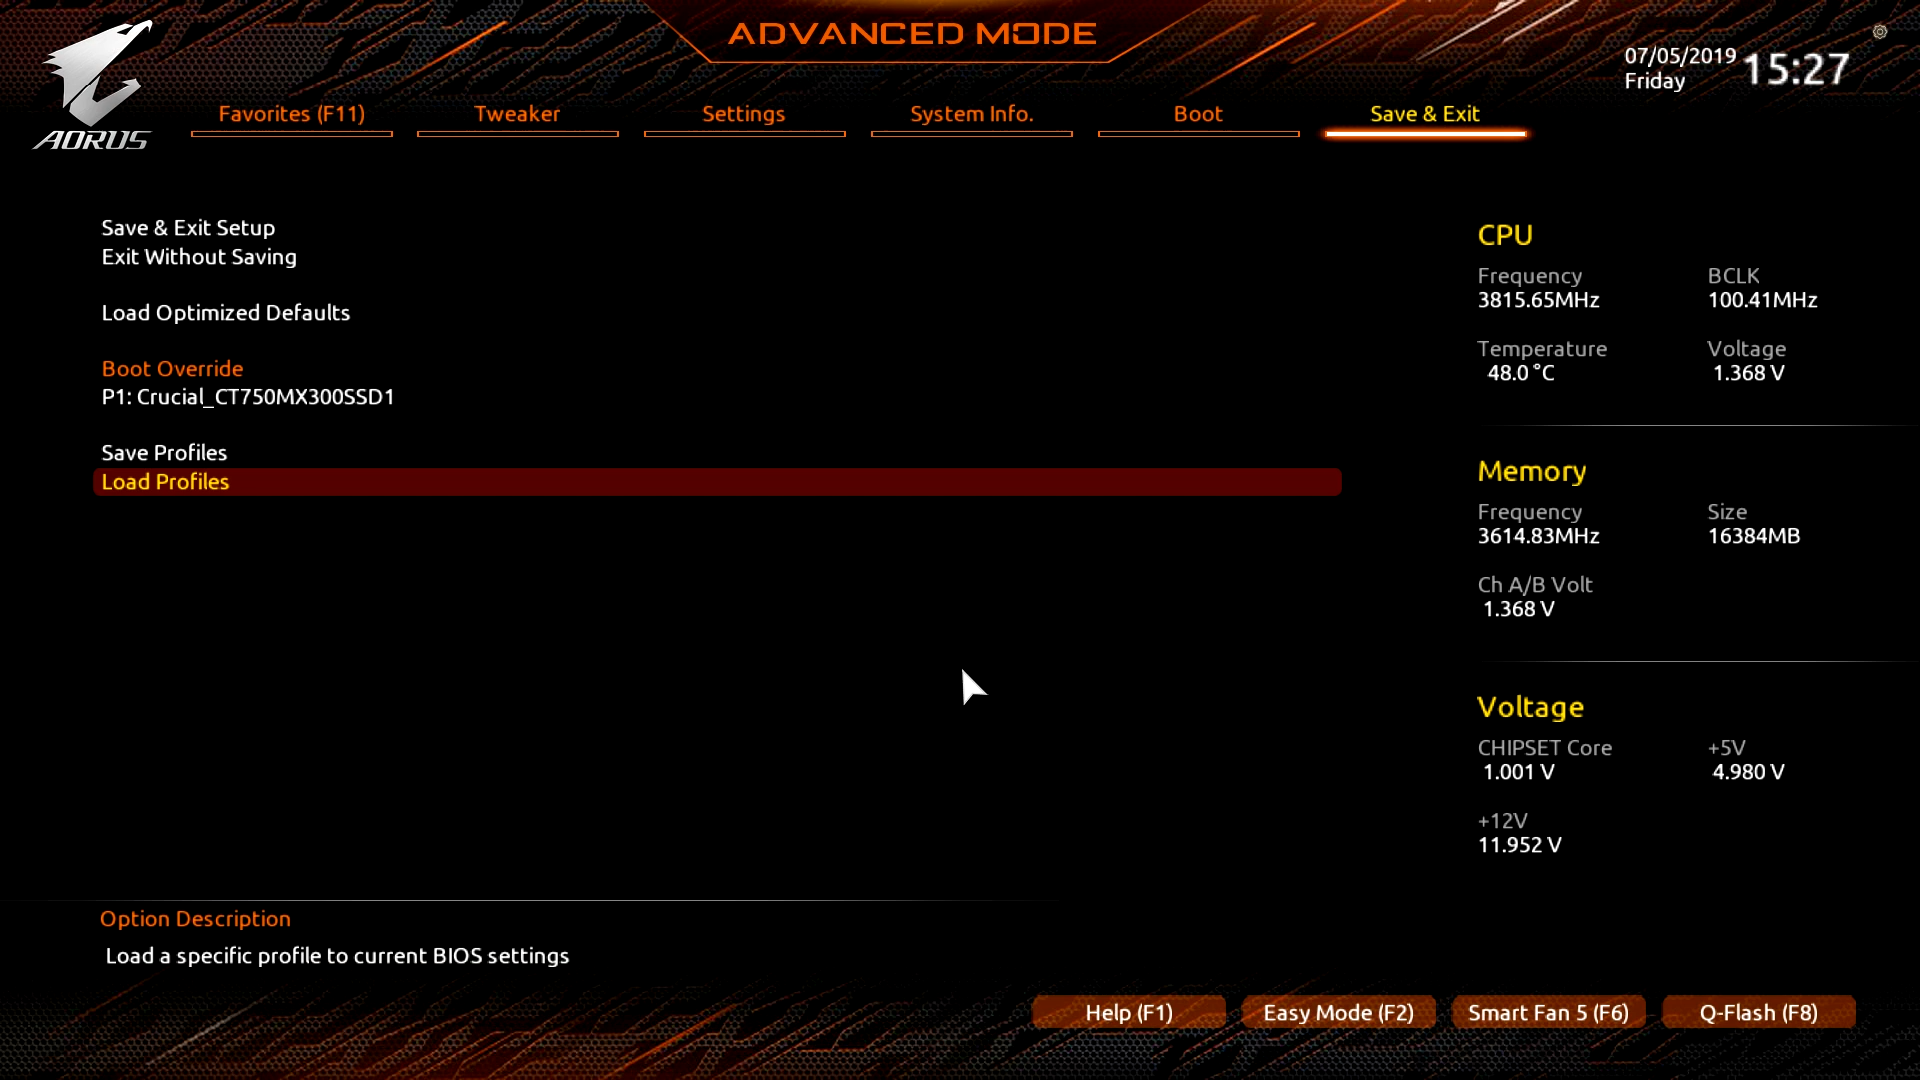 ADVANCED MODE
AORUS
07/05/2019
Friday
15:27
Favorites (F11)
Tweaker
Settings
System Info.
Boot
Save & Exit
Save & Exit Setup
Exit Without Saving
Load Optimized Defaults
Boot Override
P1: Crucial_CT750MX300SSD1
Save Profiles
Load Profiles
CPU
Frequency BCLK
3815.65MHz 100.41MHz
Temperature Voltage
48.0 °C 1.368 V
Memory
Frequency Size
3614.83MHz 16384MB
Ch A/B Volt
1.368 V
Voltage
CHIPSET Core +5V
1.001 V 4.980 V
+12V
11.952 V
Option Description
Load a specific profile to current BIOS settings
Help (F1)
Easy Mode (F2)
Smart Fan 5 (F6)
Q-Flash (F8)